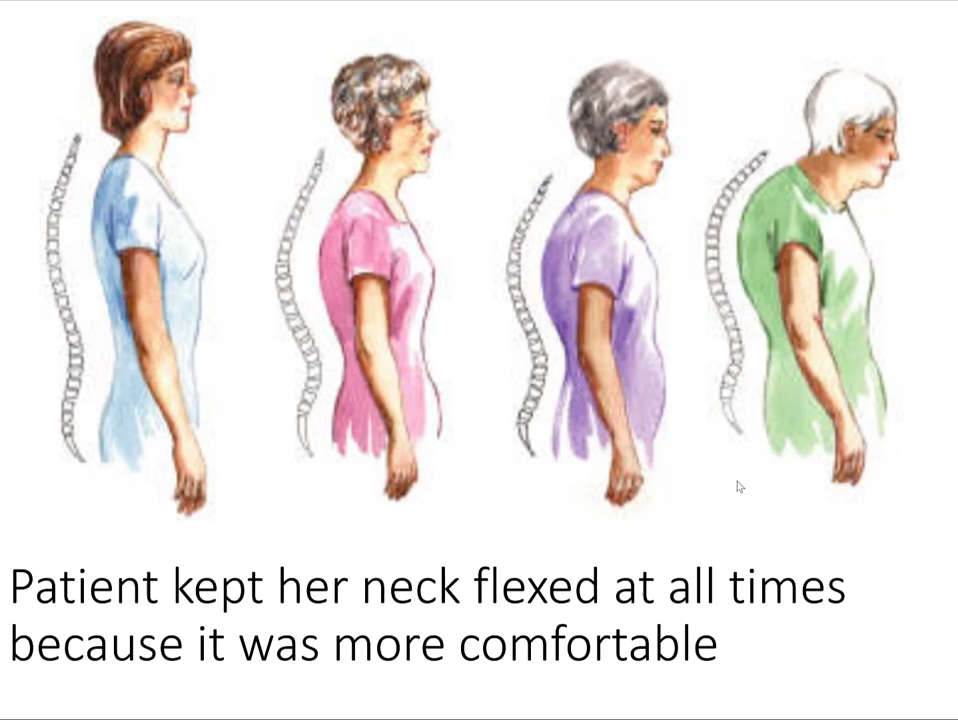 Patient kept her neck flexed at all times
because it was more comfortable